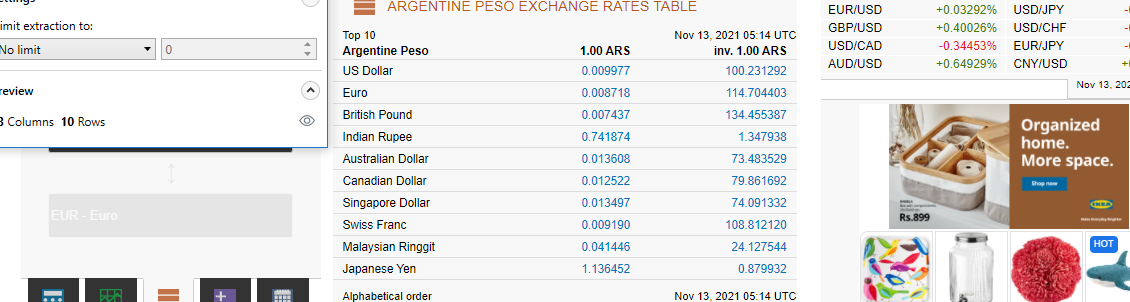 imit extraction to:
No limit 0
review
3 Columns 10 Rows
EUR - Euro
ARGENTINE PESO EXCHANGE RATES TABLE
Top 10 Nov 13, 2021 05:14 UTC
Argentine Peso 1.00 ARS inv. 1.00 ARS
US Dollar 0.009977 100.231292
Euro 0.008718 114.704403
British Pound 0.007437 134.455387
Indian Rupee 0.741874 1.347938
Australian Dollar 0.013608 73.483529
Canadian Dollar 0.012522 79.861692
Singapore Dollar 0.013497 74.091332
Swiss Franc 0.009190 108.812120
Malaysian Ringgit 0.041446 24.127544
Japanese Yen 1.136452 0.879932
Alphabetical order Nov 13, 2021 05:14 UTC
EUR/USD +0.03292% USD/JPY
GBP/USD +0.40026% USD/CHF
USD/CAD -0.34453% EUR/JPY
AUD/USD +0.64929% CNY/USD
Nov 13, 202
Organized
home.
More space.
Shop now
Rs.899
IKEA
HOT